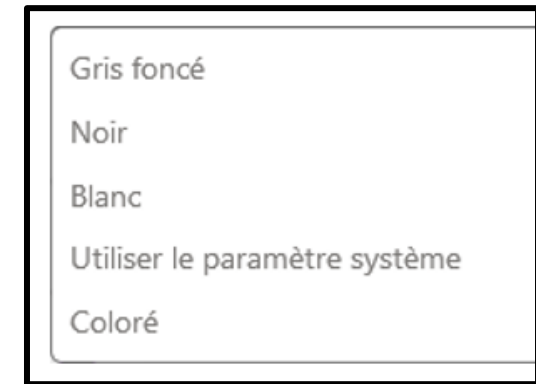 Gris foncé
Noir
Blanc
Utiliser le paramètre système
Coloré